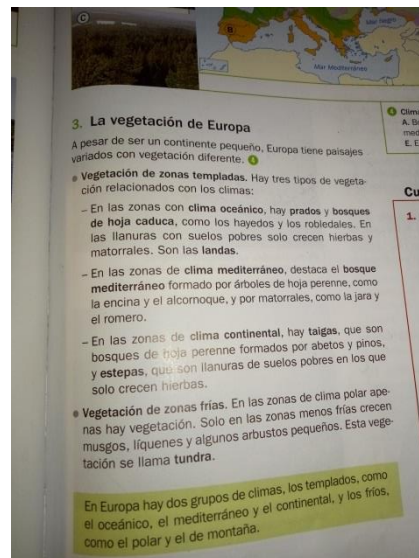 C
B
Mar Negro
Mar Mediterráneo
3. La vegetación de Europa
A pesar de ser un continente pequeño, Europa tiene paisajes
variados con vegetación diferente.
• Vegetación de zonas templadas. Hay tres tipos de vegeta-
ción relacionados con los climas:
– En las zonas con clima oceánico, hay prados y bosques
de hoja caduca, como los hayedos y los robledales. En
las llanuras con suelos pobres solo crecen hierbas y
matorrales. Son las landas.
– En las zonas de clima mediterráneo, destaca el bosque
mediterráneo formado por árboles de hoja perenne, como
la encina y el alcornoque, y por matorrales, como la jara y
el romero.
– En las zonas de clima continental, hay taigas, que son
bosques de hoja perenne formados por abetos y pinos,
y estepas, que son llanuras de suelos pobres en los que
solo crecen hierbas.
• Vegetación de zonas frías. En las zonas de clima polar ape-
nas hay vegetación. Solo en las zonas menos frías crecen
musgos, líquenes y algunos arbustos pequeños. Esta vege-
tación se llama tundra.
En Europa hay dos grupos de climas, los templados, como
el oceánico, el mediterráneo y el continental, y los fríos,
como el polar y el de montaña.
Clim
A. B
med
E. E
Cu
1.